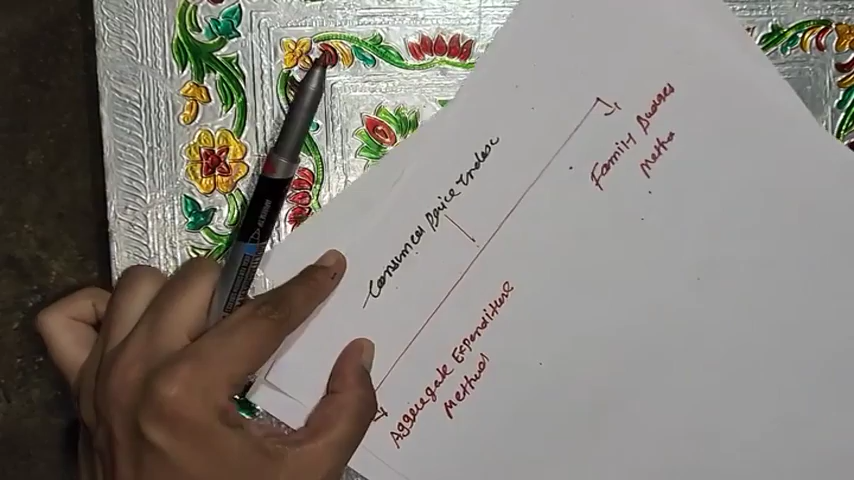 Consumer Price Index
Aggregate Expenditure
Method
Family Budget
Metho